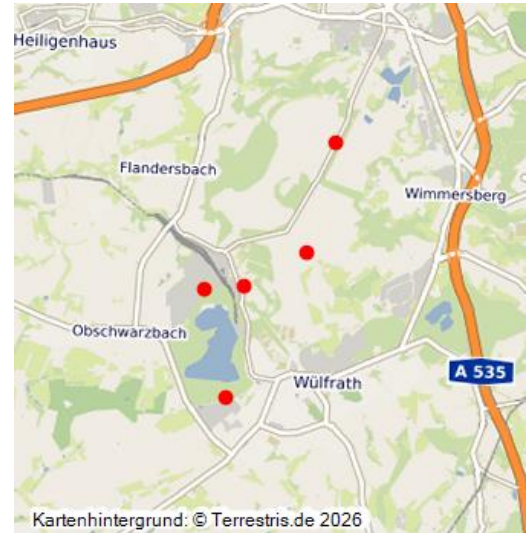 Heiligenhaus
Flandersbach
Wimmersberg
Obschwarzbach
A 535
Wülfrath
Kartenhintergrund: © Terrestris.de 2026